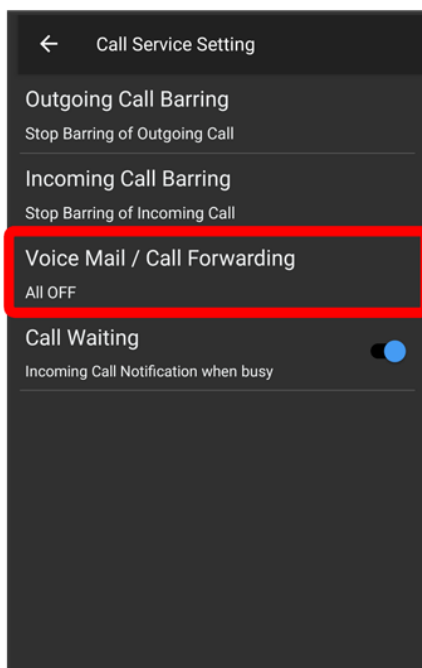 Call Service Setting
Outgoing Call Barring
Stop Barring of Outgoing Call
Incoming Call Barring
Stop Barring of Incoming Call
Voice Mail / Call Forwarding
All OFF
Call Waiting
Incoming Call Notification when busy